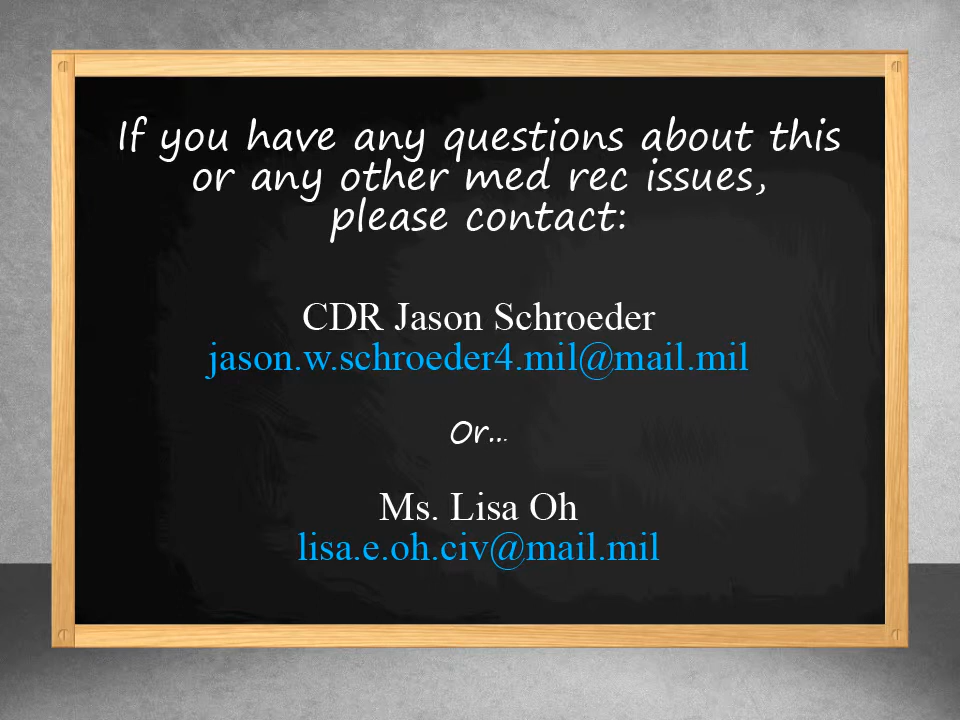 If you have any questions about this
or any other med rec issues,
please contact:
CDR Jason Schroeder
jason.w.schroeder4.mil@mail.mil
Or...
Ms. Lisa Oh
lisa.e.oh.civ@mail.mil